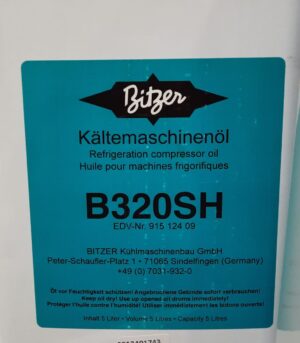 Bitzer
Kältemaschinenöl
Refrigeration compressor oil
Huile pour machines frigorifiques
B320SH
EDV-Nr. 915 124 09
BITZER Kühlmaschinenbau GmbH
Peter-Schaufler-Platz 1 - 71065 Sindelfingen (Germany)
+49 (0) 7031-932-0
Öl vor Feuchtigkeit schützen! Angebrochene Gebinde sofort verbrauchen!
Keep oil dry! Use up opened oil drums immediately!
Protéger l'huile contre l'humidité! Utiliser immédiatement les bidons ouverts!
Inhalt 5 Liter - Volume 5 Litres - Capacity 5 Litres